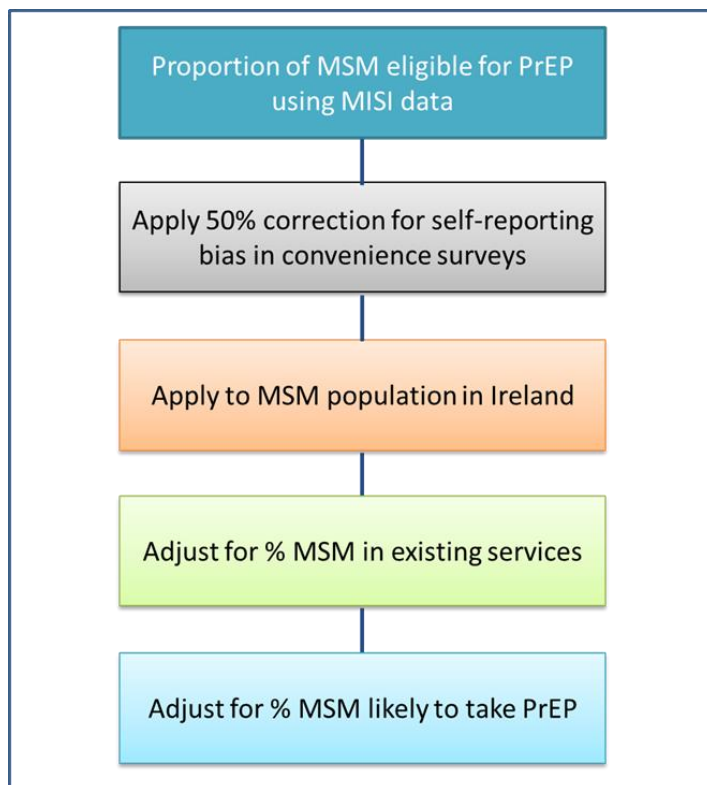 Proportion of MSM eligible for PrEP
using MISI data
Apply 50% correction for self-reporting
bias in convenience surveys
Apply to MSM population in Ireland
Adjust for % MSM in existing services
Adjust for % MSM likely to take PrEP